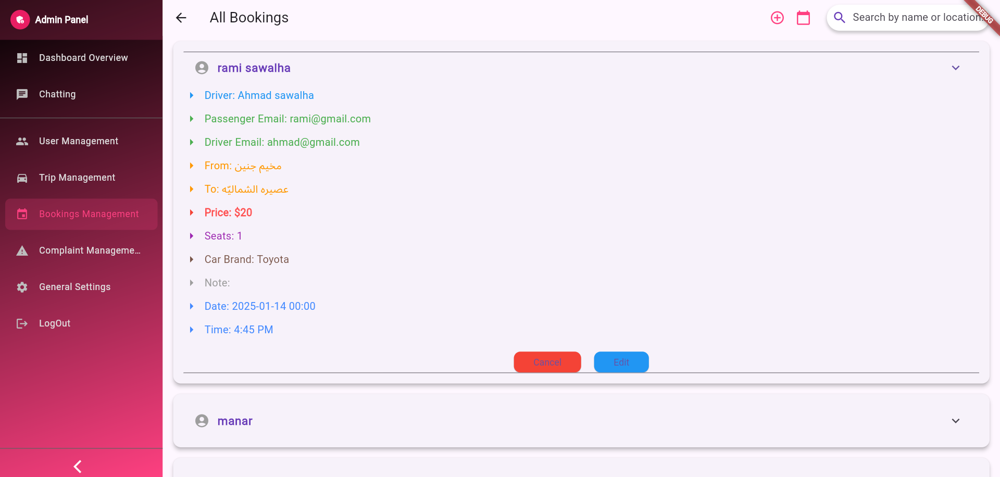 Admin Panel
Dashboard Overview
Chatting
User Management
Trip Management
Bookings Management
Complaint Manageme...
General Settings
LogOut
All Bookings
Search by name or location.
DEBUG
rami sawalha
Driver: Ahmad sawalha
Passenger Email: rami@gmail.com
Driver Email: ahmad@gmail.com
From: مخيم جنين
To: عصيره الشماليّه
Price: $20
Seats: 1
Car Brand: Toyota
Note:
Date: 2025-01-14 00:00
Time: 4:45 PM
Cancel
Edit
manar